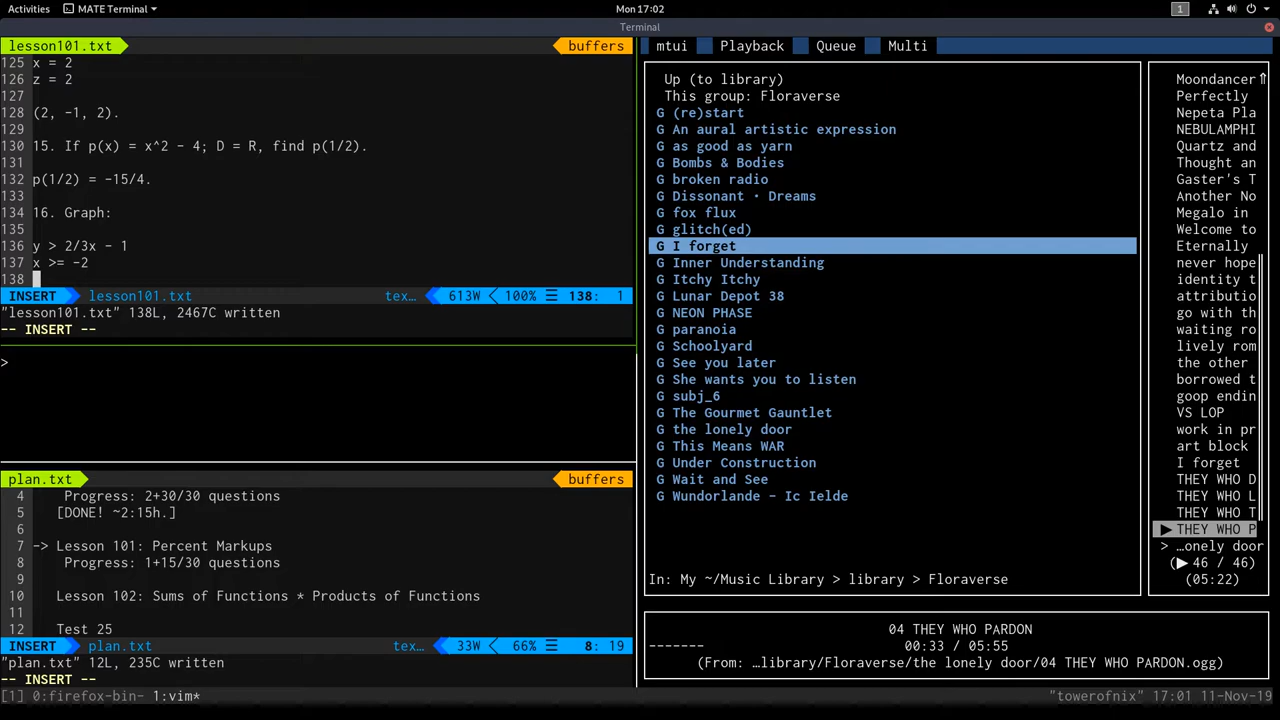 Activities MATE Terminal Mon 17:02 1
Terminal
lesson101.txt buffers
125 x = 2
126 z = 2
127
128 (2, -1, 2).
129
130 15. If p(x) = x^2 - 4; D = R, find p(1/2).
131
132 p(1/2) = -15/4.
133
134 16. Graph:
135
136 y > 2/3x - 1
137 x >= -2
138
INSERT lesson101.txt tex… 613W 100% ☰ 138: 1
"lesson101.txt" 138L, 2467C written
-- INSERT --
>
plan.txt buffers
4 Progress: 2+30/30 questions
5 [DONE! ~2:15h.]
6
7 -> Lesson 101: Percent Markups
8 Progress: 1+15/30 questions
9
10 Lesson 102: Sums of Functions * Products of Functions
11
12 Test 25
INSERT plan.txt tex… 33W 66% ☰ 8: 19
"plan.txt" 12L, 235C written
-- INSERT --
mtui Playback Queue Multi
Up (to library)
This group: Floraverse
G (re)start
G An aural artistic expression
G as good as yarn
G Bombs & Bodies
G broken radio
G Dissonant · Dreams
G fox flux
G glitch(ed)
G I forget
G Inner Understanding
G Itchy Itchy
G Lunar Depot 38
G NEON PHASE
G paranoia
G Schoolyard
G See you later
G She wants you to listen
G subj_6
G The Gourmet Gauntlet
G the lonely door
G This Means WAR
G Under Construction
G Wait and See
G Wundorlande - Ic Ielde
In: My ~/Music Library > library > Floraverse
Moondancer⇑
Perfectly
Nepeta Pla
NEBULAMPHI
Quartz and
Thought an
Gaster's T
Another No
Megalo in
Welcome to
Eternally
never hope
identity t
attributio
go with th
waiting ro
lively rom
the other
borrowed t
goop endin
VS LOP
work in pr
art block
I forget
THEY WHO D
THEY WHO L
THEY WHO T
▶ THEY WHO P
> …onely door
(▶ 46 / 46)
(05:22)
04 THEY WHO PARDON
------- 00:33 / 05:55
(From: …library/Floraverse/the lonely door/04 THEY WHO PARDON.ogg)
[1] 0:firefox-bin- 1:vim* "towerofnix" 17:01 11-Nov-19